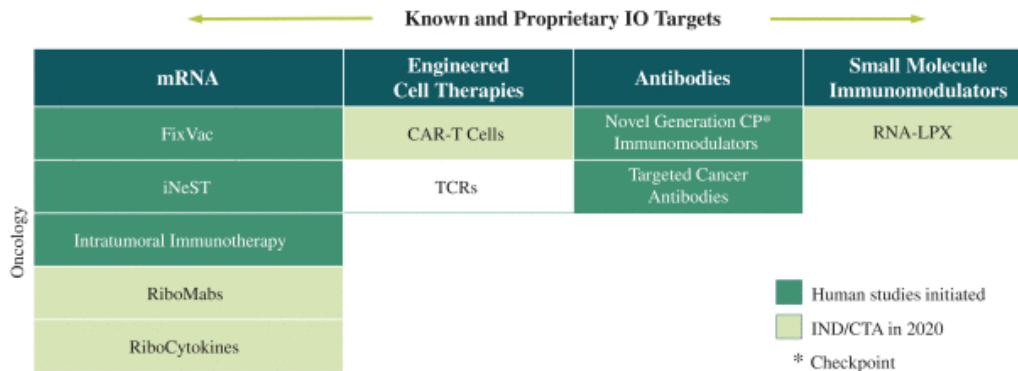 Known and Proprietary IO Targets
mRNA
Engineered
Cell Therapies
Antibodies
Small Molecule
Immunomodulators
FixVac
CAR-T Cells
Novel Generation CP*
Immunomodulators
RNA-LPX
iNeST
TCRs
Targeted Cancer
Antibodies
Intratumoral Immunotherapy
RiboMabs
RiboCytokines
Oncology
Human studies initiated
IND/CTA in 2020
* Checkpoint